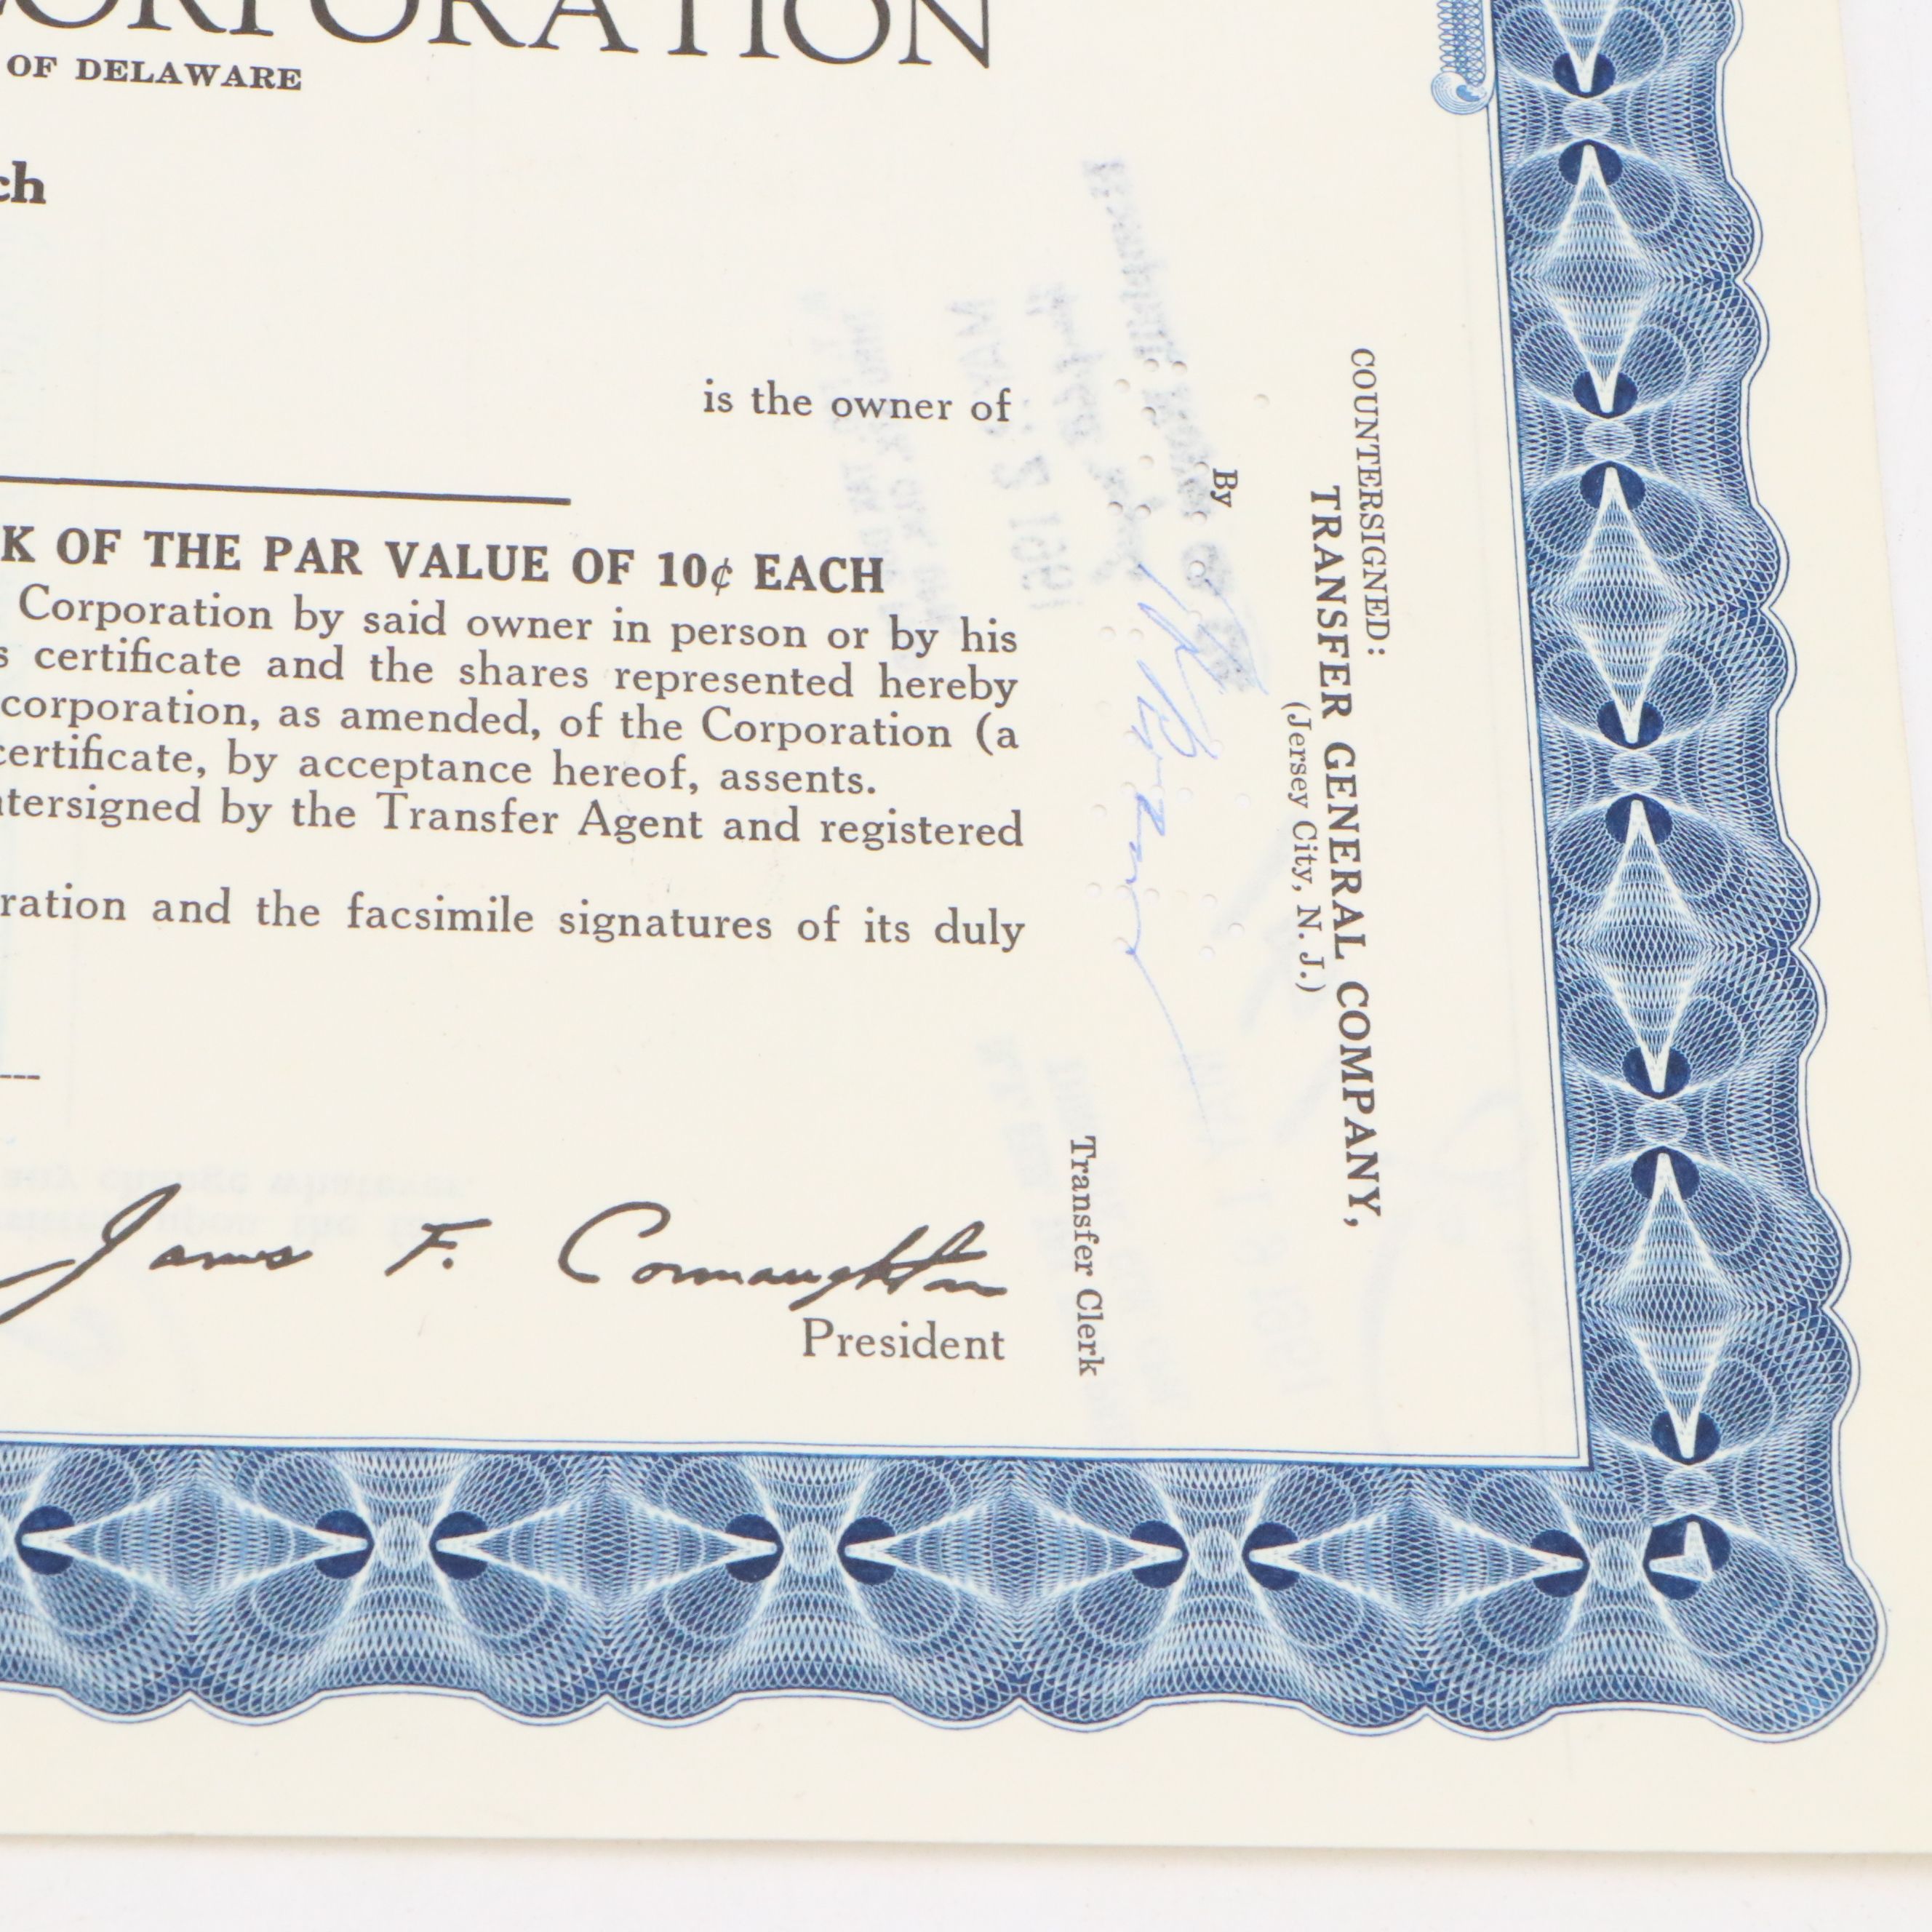 CORPORATION
OF DELAWARE
ch
is the owner of
K OF THE PAR VALUE OF 10¢ EACH
Corporation by said owner in person or by his
s certificate and the shares represented hereby
corporation, as amended, of the Corporation (a
certificate, by acceptance hereof, assents.
ntersigned by the Transfer Agent and registered
ration and the facsimile signatures of its duly
James F. Connaughton
President
COUNTERSIGNED:
TRANSFER GENERAL COMPANY,
(Jersey City, N. J.)
By
Transfer Clerk